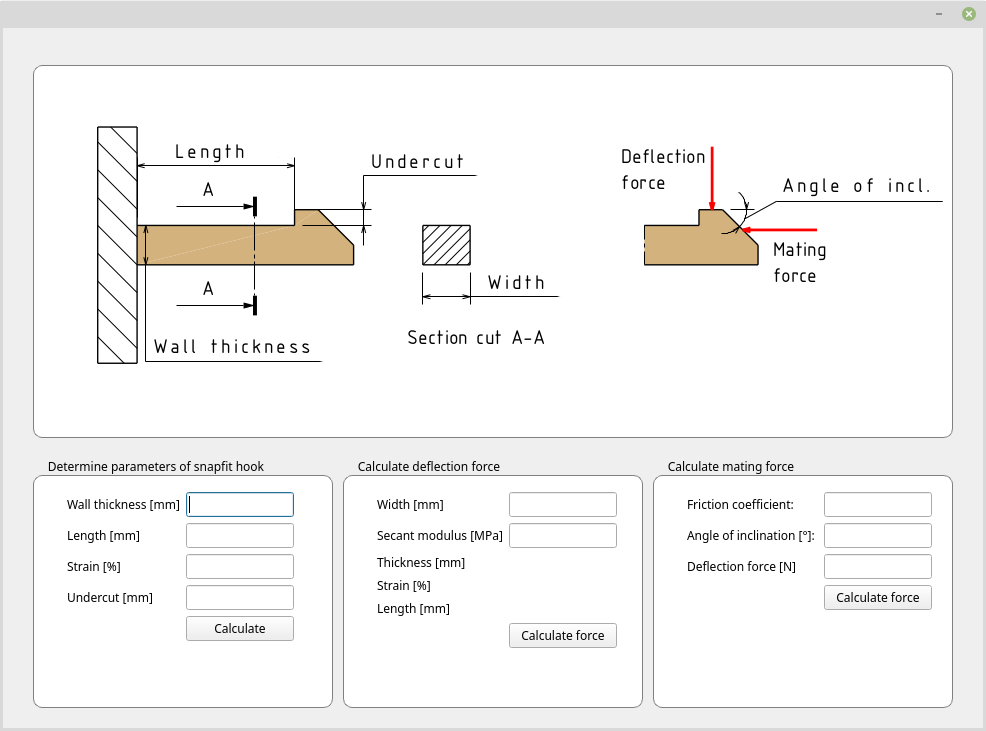 Length
Undercut
A
A
Wall thickness
Width
Section cut A-A
Deflection
force
Angle of incl.
Mating
force
Determine parameters of snapfit hook
Wall thickness [mm]
Length [mm]
Strain [%]
Undercut [mm]
Calculate
Calculate deflection force
Width [mm]
Secant modulus [MPa]
Thickness [mm]
Strain [%]
Length [mm]
Calculate force
Calculate mating force
Friction coefficient:
Angle of inclination [°]:
Deflection force [N]
Calculate force